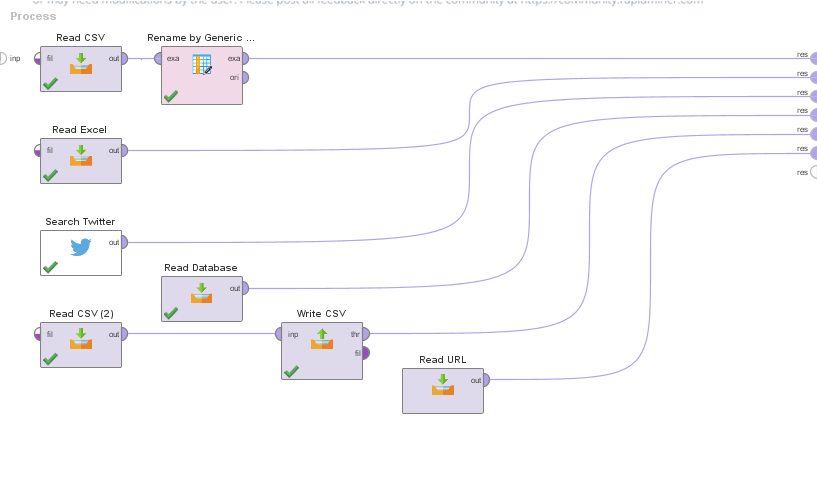 or may need modifications by the user. Please post all feedback directly on the community at https://community.rapidminer.com
Process
Read CSV
Rename by Generic ...
inp
fil
out
exa
exa
ori
res
res
res
res
res
res
res
Read Excel
fil
out
Search Twitter
out
Read Database
out
Read CSV (2)
fil
out
Write CSV
inp
thr
fil
Read URL
out